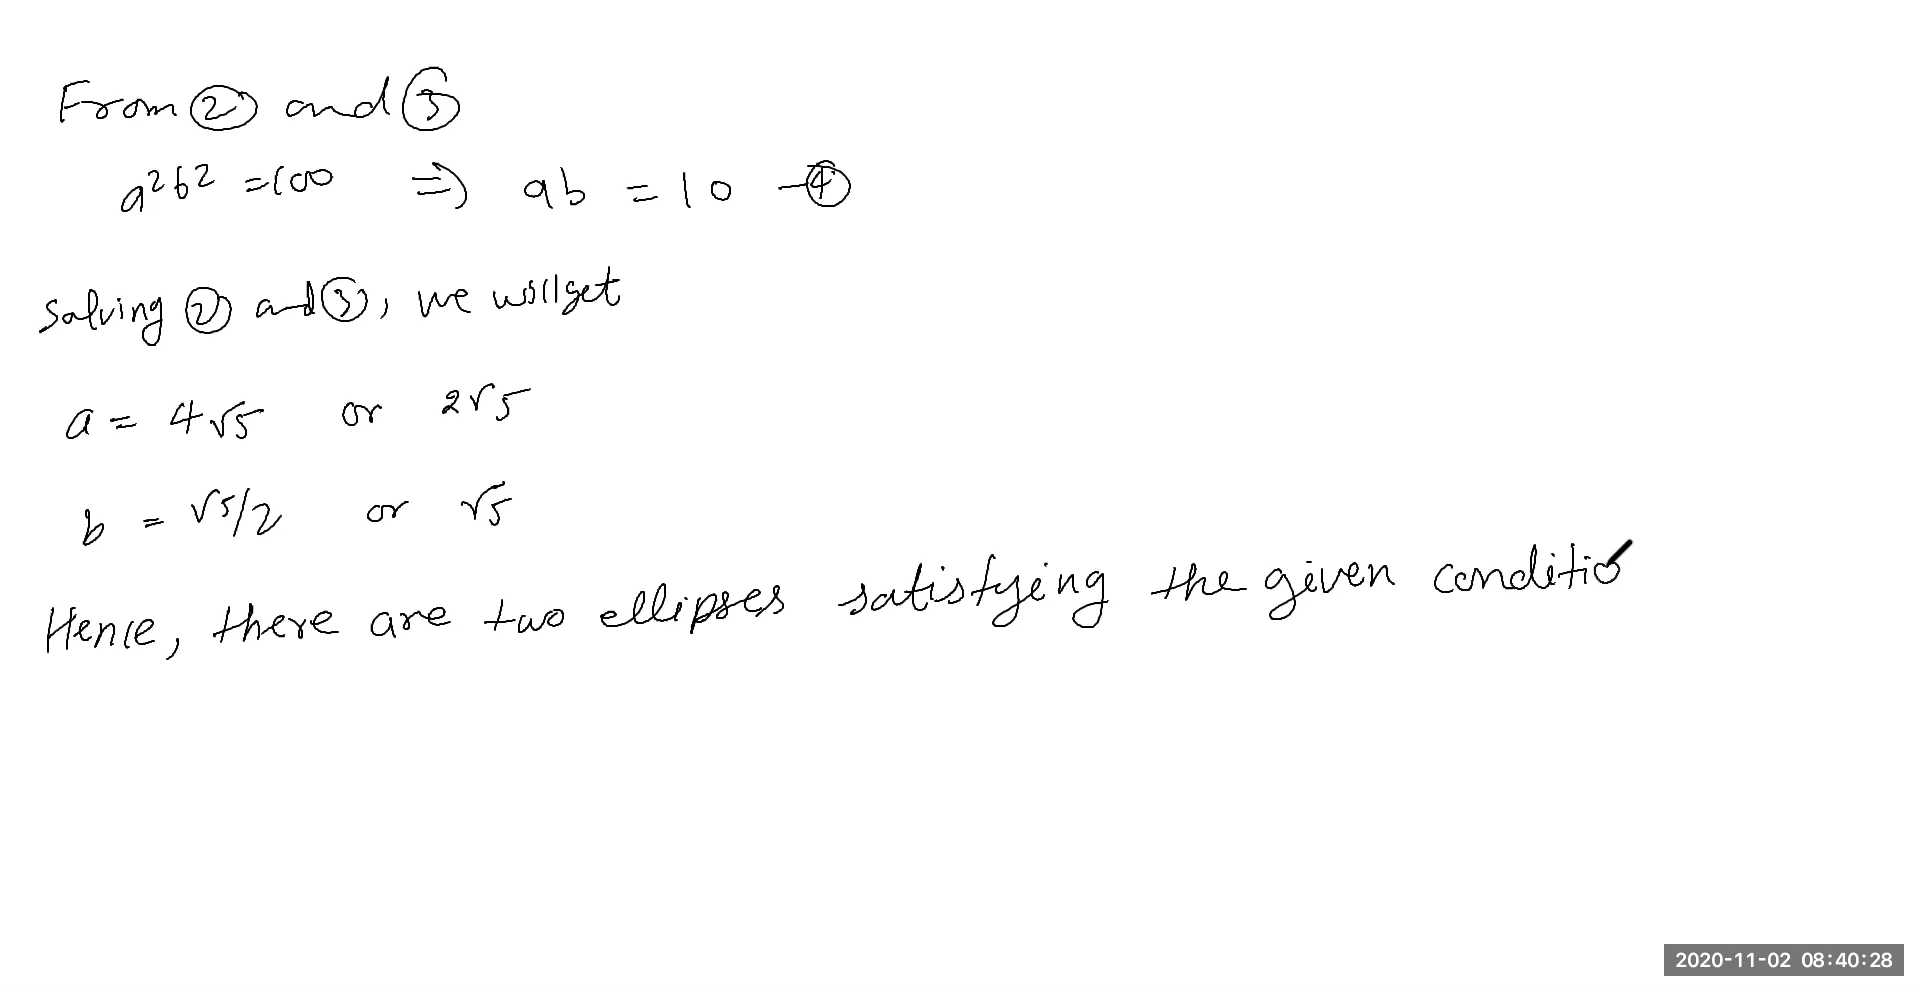 From ② and ③
a²b² = 100 ⇒ ab = 10 - ④
Solving ② and ③, we will get
a = 4√5 or 2√5
b = √5/2 or √5
Hence, there are two ellipses satisfying the given conditio
2020-11-02 08:40:28